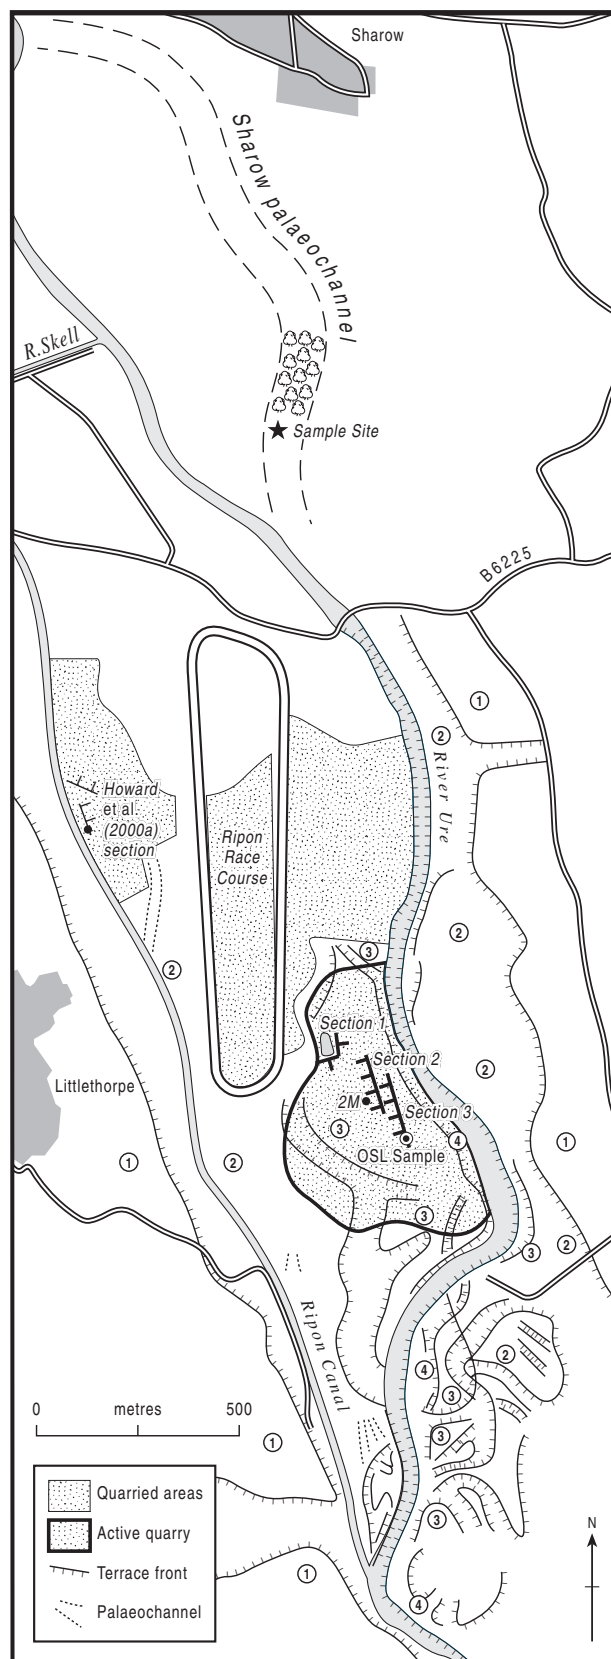 Sharow
Sharow palaeochannel
R.Skell
Sample Site
B6225
1
2
River Ure
Howard
et al.
(2000a)
section
Ripon
Race
Course
2
3
2
Section 1
Section 2
2
Littlethorpe
2M
Section 3
3
4
OSL Sample
1
1
2
3
2
3
Ripon Canal
2
4
3
0 metres 500
1
3
Quarried areas
Active quarry
Terrace front
Palaeochannel
3
N
1
4